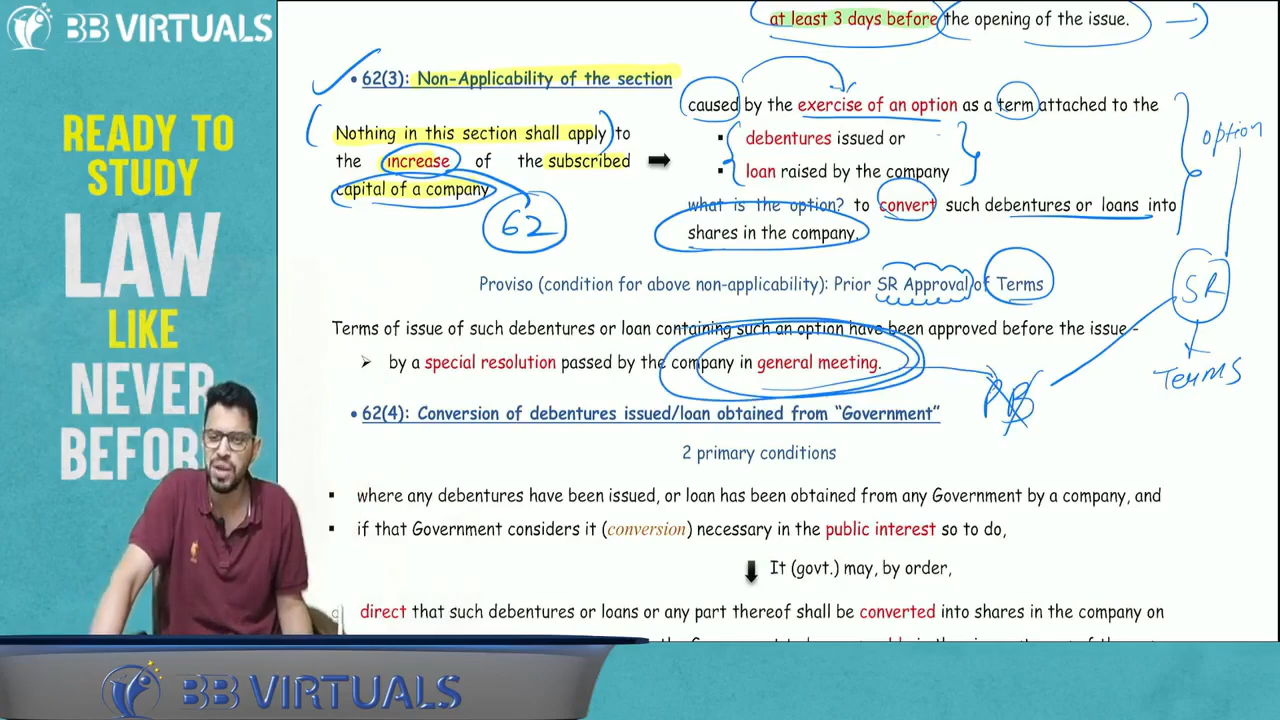 BB VIRTUALS
READY TO
STUDY
LAW
LIKE
NEVER
BEFOR
at least 3 days before the opening of the issue.
• 62(3): Non-Applicability of the section
Nothing in this section shall apply to
the increase of the subscribed
capital of a company
62
caused by the exercise of an option as a term attached to the
▪ debentures issued or
▪ loan raised by the company
what is the option? to convert such debentures or loans into
shares in the company.
option
SR
Terms
Proviso (condition for above non-applicability): Prior SR Approval of Terms
Terms of issue of such debentures or loan containing such an option have been approved before the issue -
➢ by a special resolution passed by the company in general meeting.
• 62(4): Conversion of debentures issued/loan obtained from “Government”
2 primary conditions
▪ where any debentures have been issued, or loan has been obtained from any Government by a company, and
▪ if that Government considers it (conversion) necessary in the public interest so to do,
It (govt.) may, by order,
direct that such debentures or loans or any part thereof shall be converted into shares in the company on
BB VIRTUALS